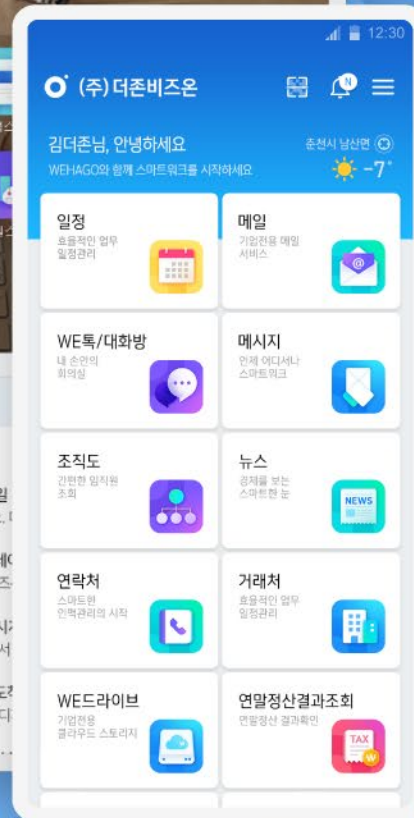 12:30
(주)더존비즈온
N
김더존님, 안녕하세요
춘천시 남산면
WEHAGO와 함께 스마트워크를 시작하세요
-7°
일정
효율적인 업무
일정관리
메일
기업전용 메일
서비스
@
WE톡/대화방
내 손안의
회의실
메시지
언제 어디서나
스마트워크
조직도
간편한 임직원
조회
뉴스
경제를 보는
스마트한 눈
NEWS
연락처
스마트한
인맥관리의 시작
거래처
효율적인 업무
일정관리
WE드라이브
기업전용
클라우드 스토리지
연말정산결과조회
연말정산 결과확인
TAX
W